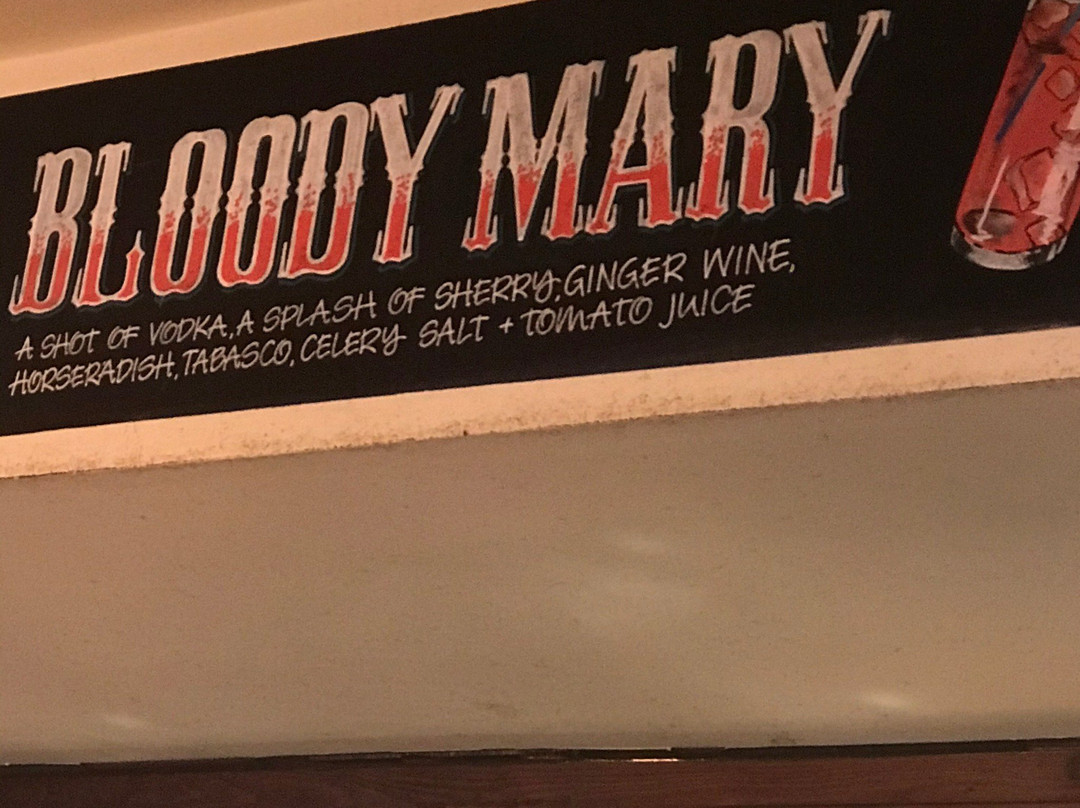 BLOODY MARY
A SHOT OF VODKA, A SPLASH OF SHERRY, GINGER WINE,
HORSERADISH, TABASCO, CELERY SALT + TOMATO JUICE